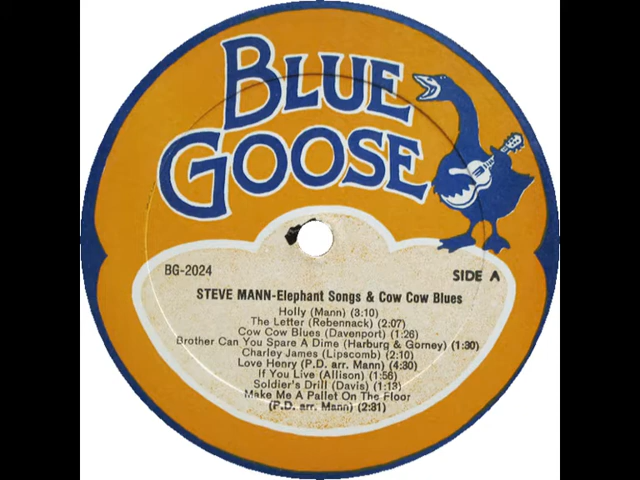 BLUE
GOOSE
BG-2024
SIDE A
STEVE MANN-Elephant Songs & Cow Cow Blues
Holly (Mann) (3:10)
The Letter (Rebennack) (2:07)
Cow Cow Blues (Davenport) (1:26)
Brother Can You Spare A Dime (Harburg & Gorney) (1:30)
Charley James (Lipscomb) (2:10)
Love Henry (P.D. arr. Mann) (4:30)
If You Live (Allison) (1:56)
Soldier's Drill (Davis) (1:13)
Make Me A Pallet On The Floor
(P.D. arr. Mann) (2:31)